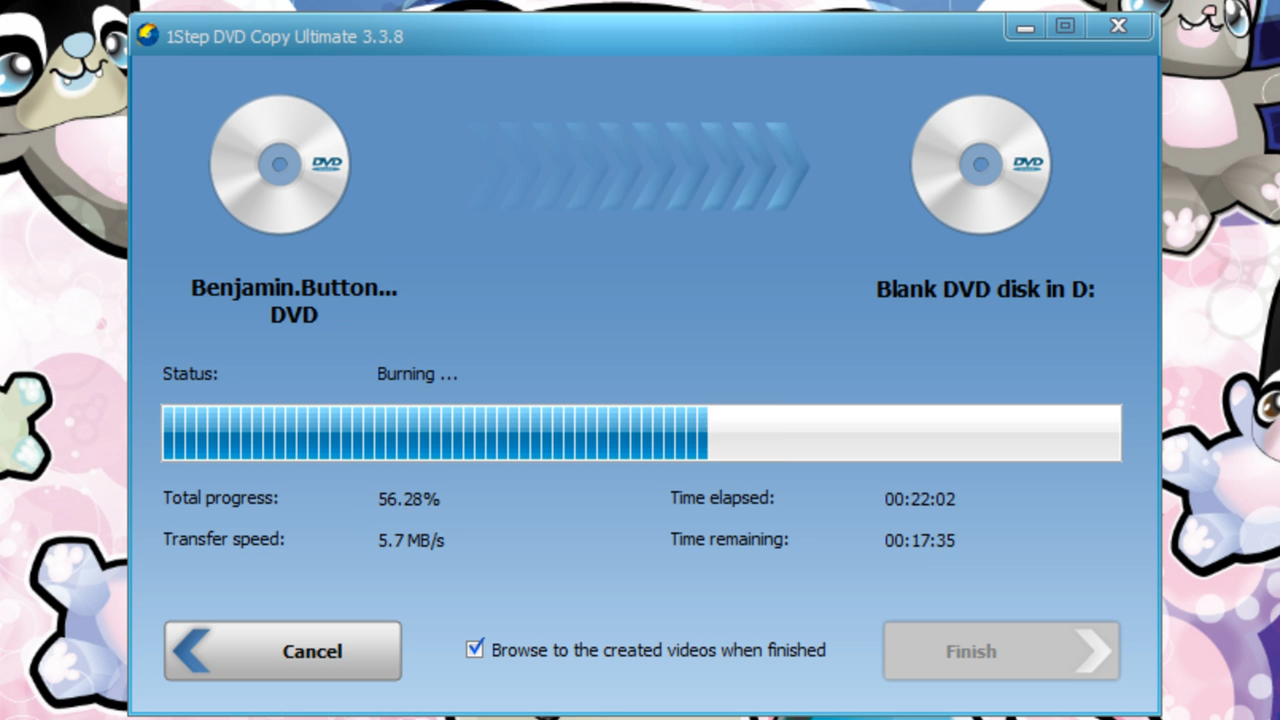 1Step DVD Copy Ultimate 3.3.8
DVD
DVD
Benjamin.Button...
DVD
Blank DVD disk in D:
Status: Burning ...
Total progress: 56.28% Time elapsed: 00:22:02
Transfer speed: 5.7 MB/s Time remaining: 00:17:35
Cancel Browse to the created videos when finished Finish